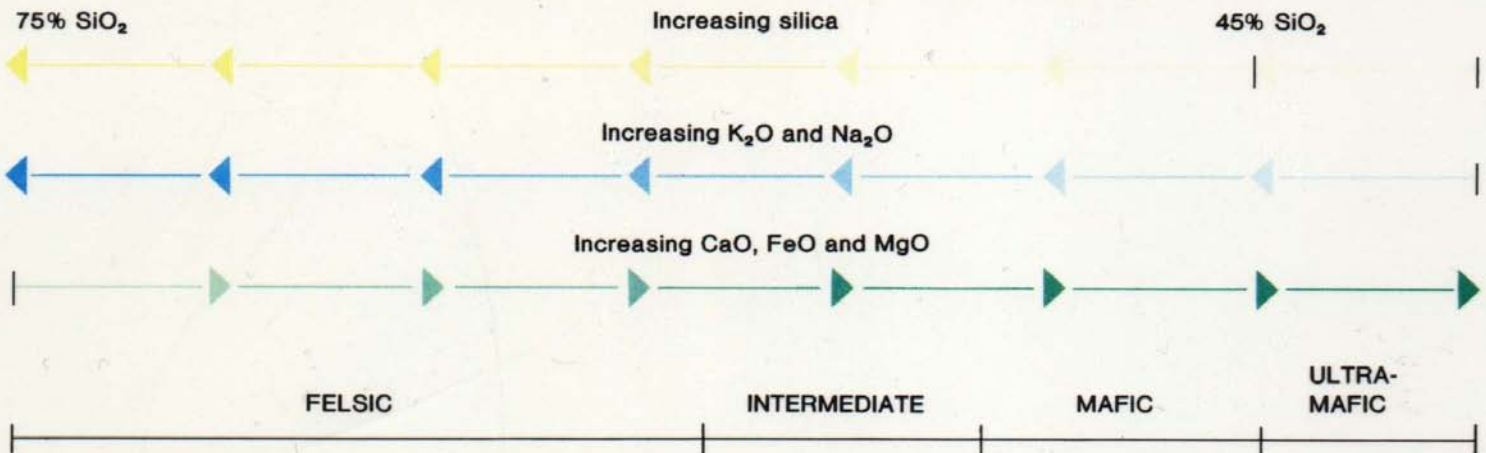 75% SiO₂ Increasing silica 45% SiO₂
Increasing K₂O and Na₂O
Increasing CaO, FeO and MgO
FELSIC INTERMEDIATE MAFIC ULTRA-
MAFIC